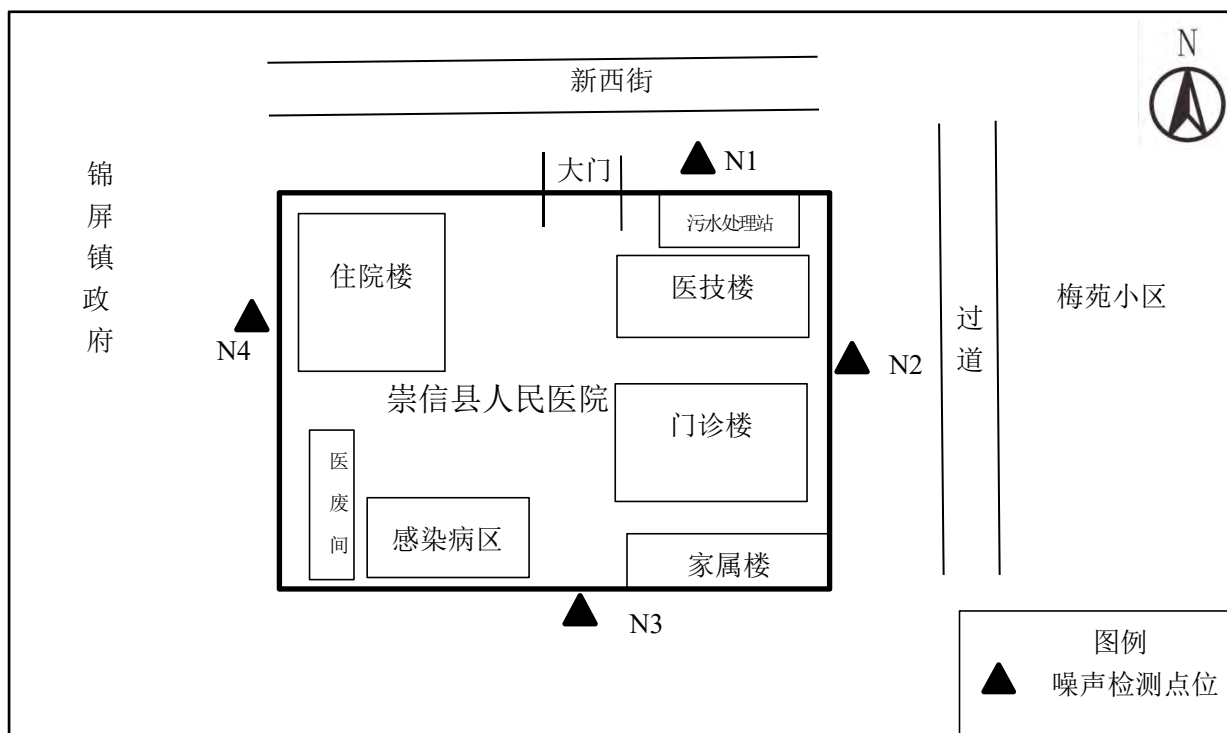 新西街
N
大门
N1
锦屏镇政府
污水处理站
住院楼
医技楼
梅苑小区
过道
N4
N2
崇信县人民医院
门诊楼
医废间
感染病区
家属楼
N3
图例
噪声检测点位